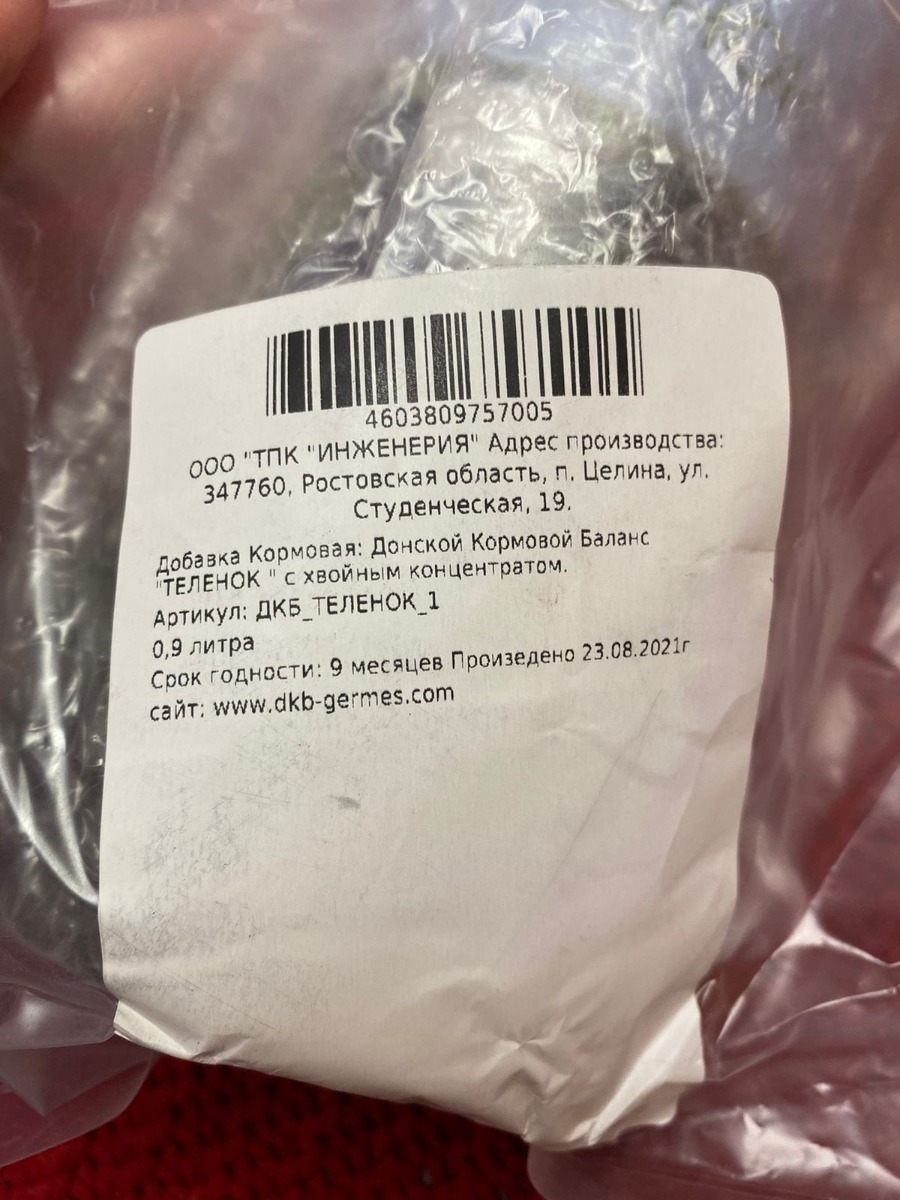 4603809757005
ООО "ТПК "ИНЖЕНЕРИЯ" Адрес производства:
347760, Ростовская область, п. Целина, ул.
Студенческая, 19.
Добавка Кормовая: Донской Кормовой Баланс
"ТЕЛЕНОК " с хвойным концентратом.
Артикул: ДКБ_ТЕЛЕНОК_1
0,9 литра
Срок годности: 9 месяцев Произедено 23.08.2021г
сайт: www.dkb-germes.com